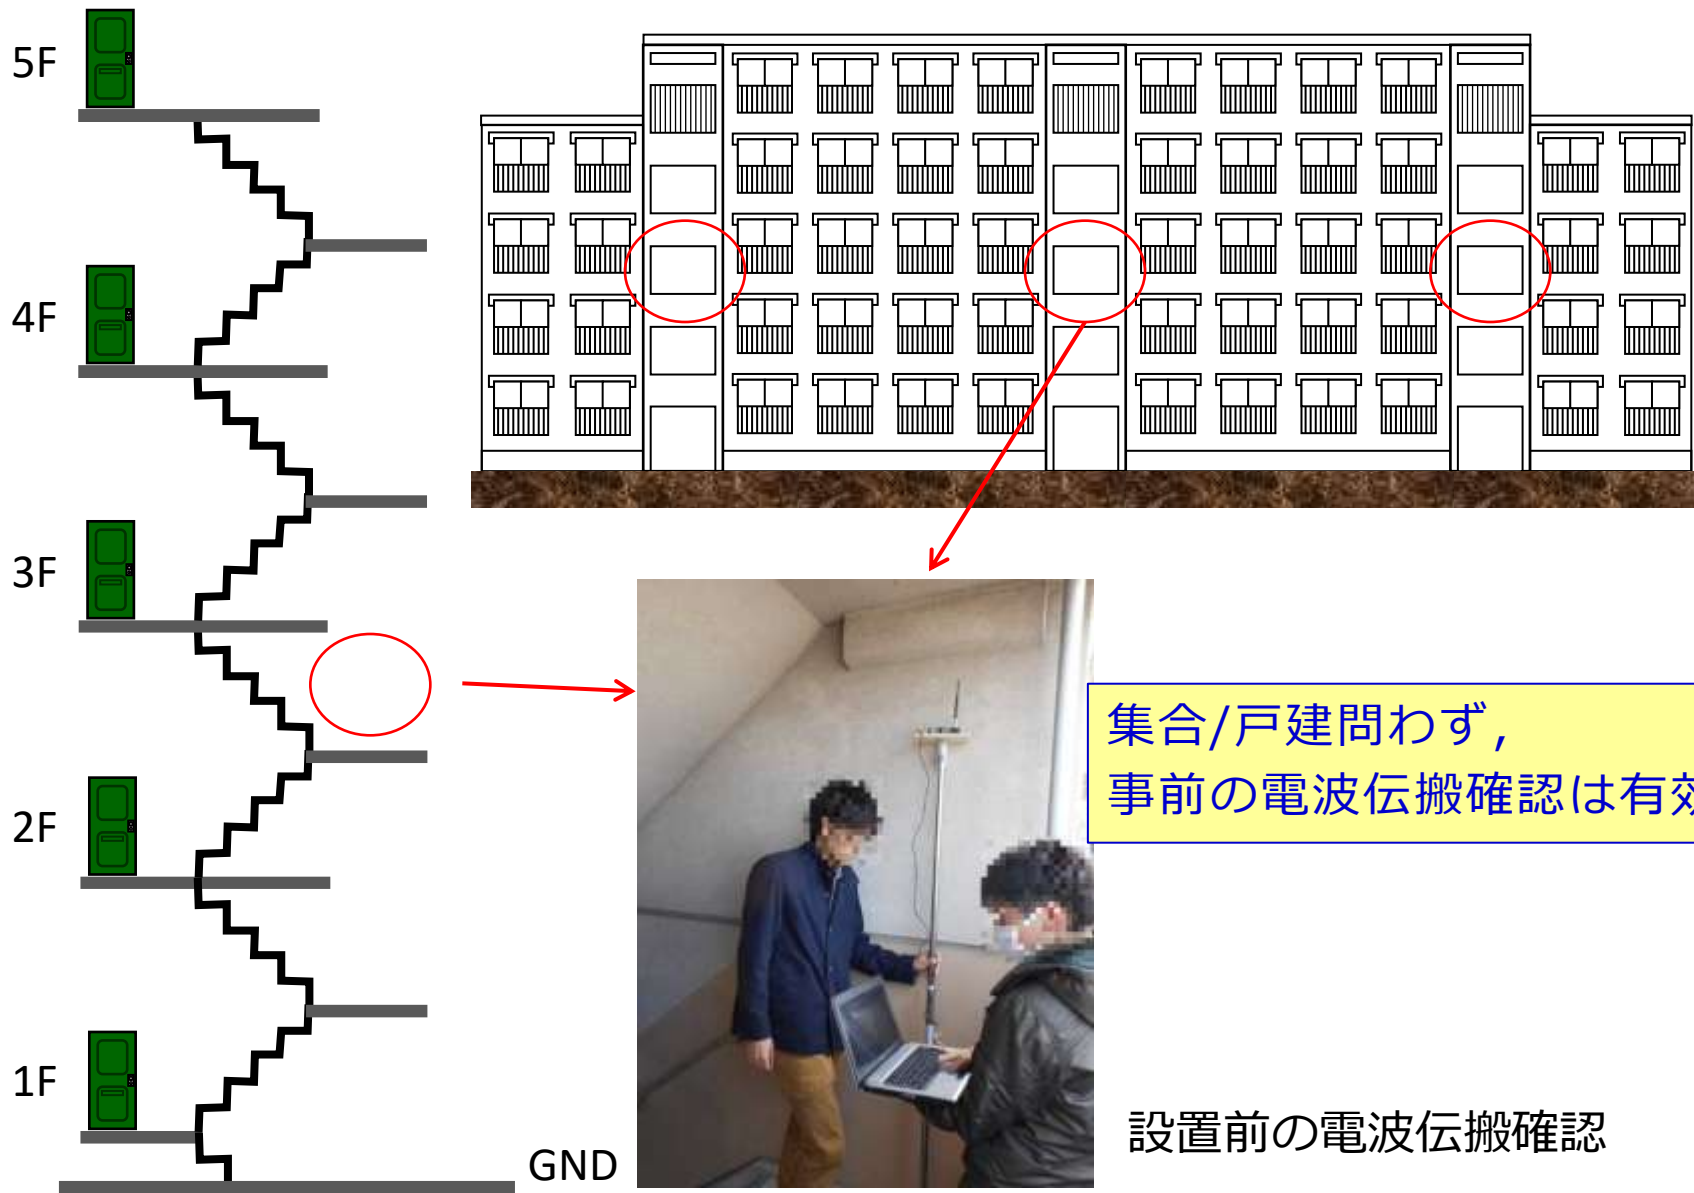 5F
4F
3F
2F
1F
GND
集合/戸建問わず,
事前の電波伝搬確認は有効
設置前の電波伝搬確認